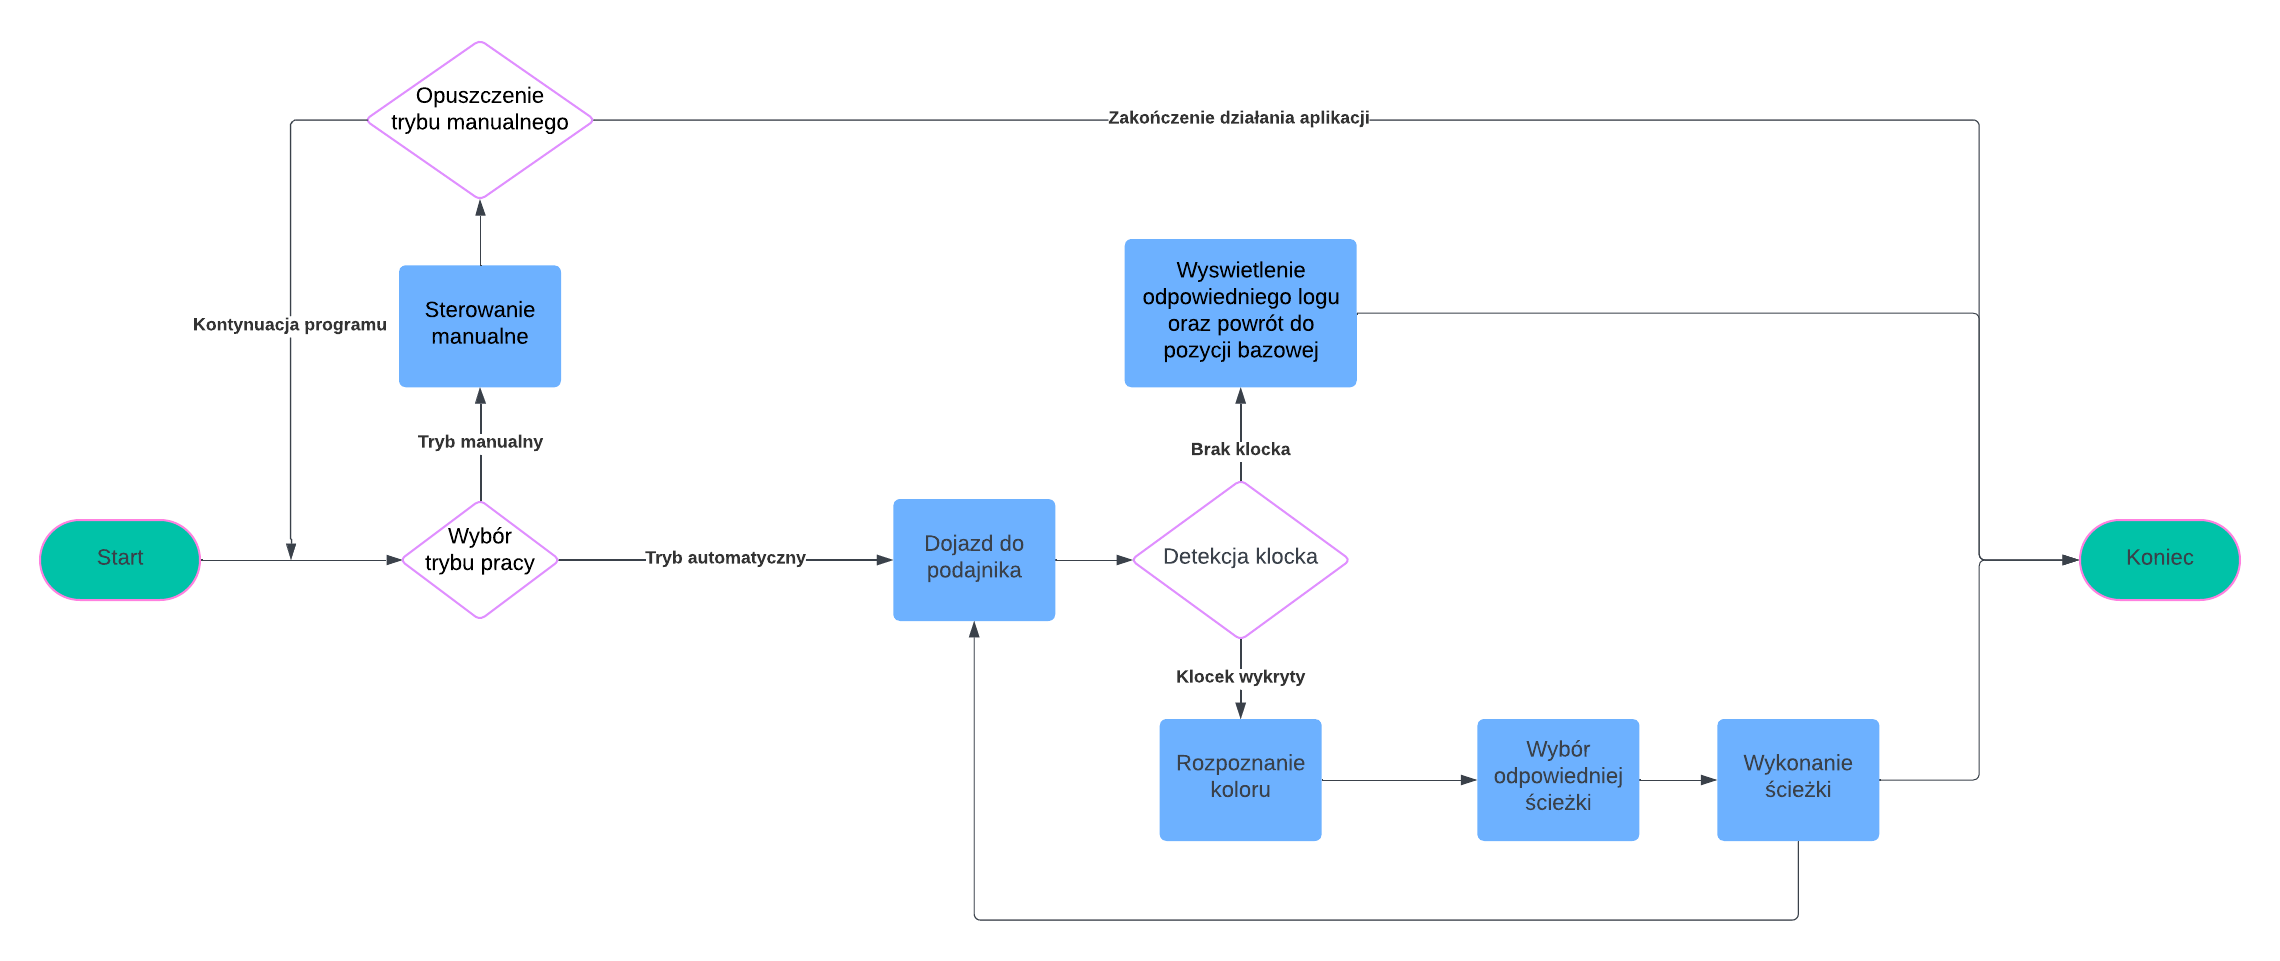 Opuszczenie
trybu manualnego
Zakończenie działania aplikacji
Wyswietlenie
odpowiedniego logu
oraz powrót do
pozycji bazowej
Sterowanie
manualne
Kontynuacja programu
Tryb manualny
Brak klocka
Start
Wybór
trybu pracy
Tryb automatyczny
Dojazd do
podajnika
Detekcja klocka
Koniec
Klocek wykryty
Rozpoznanie
koloru
Wybór
odpowiedniej
ścieżki
Wykonanie
ścieżki